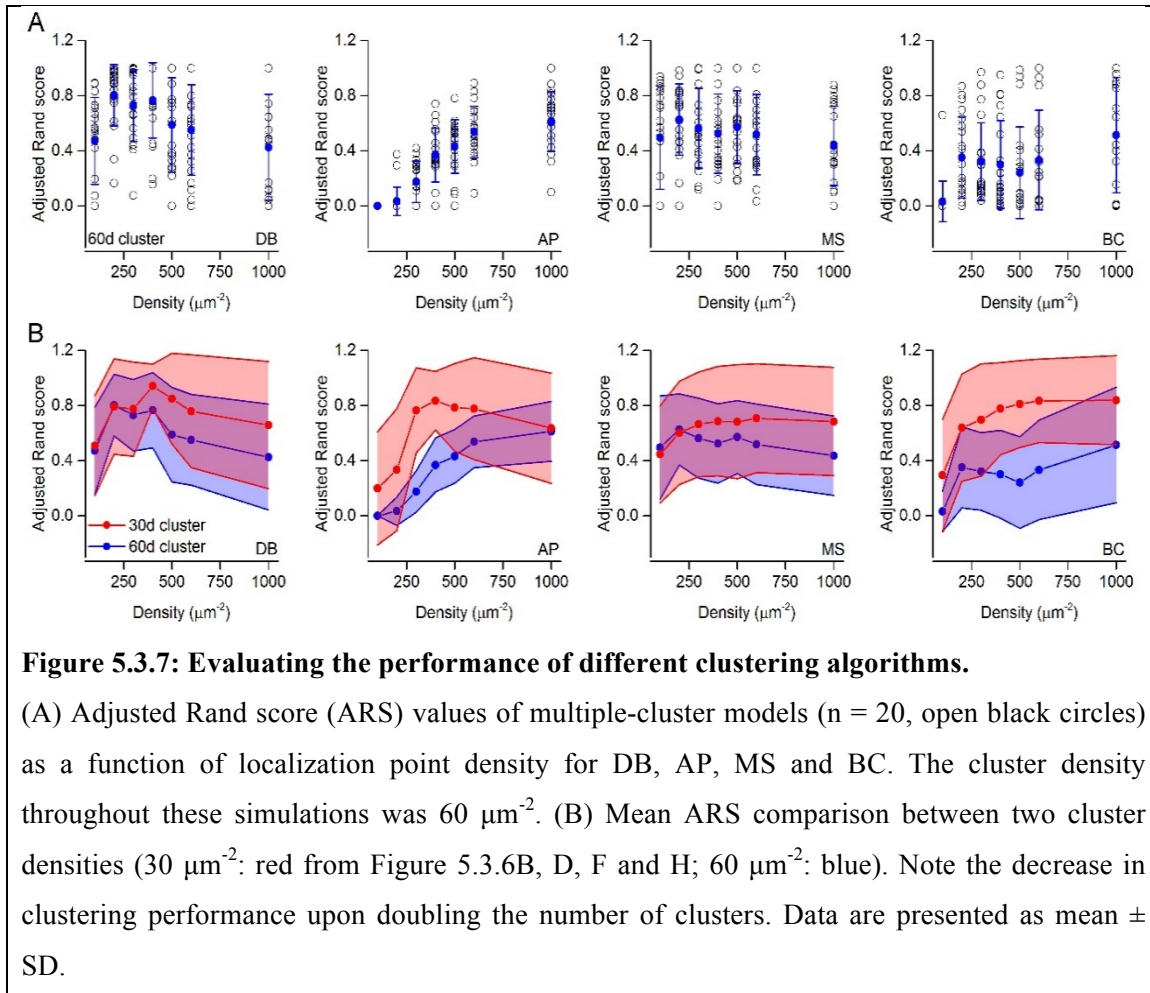 A
1.2 1.2 1.2 1.2
Adjusted Rand score Adjusted Rand score Adjusted Rand score Adjusted Rand score
0.8 0.8 0.8 0.8
0.4 0.4 0.4 0.4
0.0 0.0 0.0 0.0
60d cluster DB AP MS BC
250 500 750 1000 250 500 750 1000 250 500 750 1000 250 500 750 1000
Density (μm⁻²) Density (μm⁻²) Density (μm⁻²) Density (μm⁻²)
B
1.2 1.2 1.2 1.2
Adjusted Rand score Adjusted Rand score Adjusted Rand score Adjusted Rand score
0.8 0.8 0.8 0.8
0.4 0.4 0.4 0.4
0.0 0.0 0.0 0.0
30d cluster
60d cluster DB AP MS BC
250 500 750 1000 250 500 750 1000 250 500 750 1000 250 500 750 1000
Density (μm⁻²) Density (μm⁻²) Density (μm⁻²) Density (μm⁻²)
Figure 5.3.7: Evaluating the performance of different clustering algorithms.
(A) Adjusted Rand score (ARS) values of multiple-cluster models (n = 20, open black circles)
as a function of localization point density for DB, AP, MS and BC. The cluster density
throughout these simulations was 60 μm⁻². (B) Mean ARS comparison between two cluster
densities (30 μm⁻²: red from Figure 5.3.6B, D, F and H; 60 μm⁻²: blue). Note the decrease in
clustering performance upon doubling the number of clusters. Data are presented as mean ±
SD.